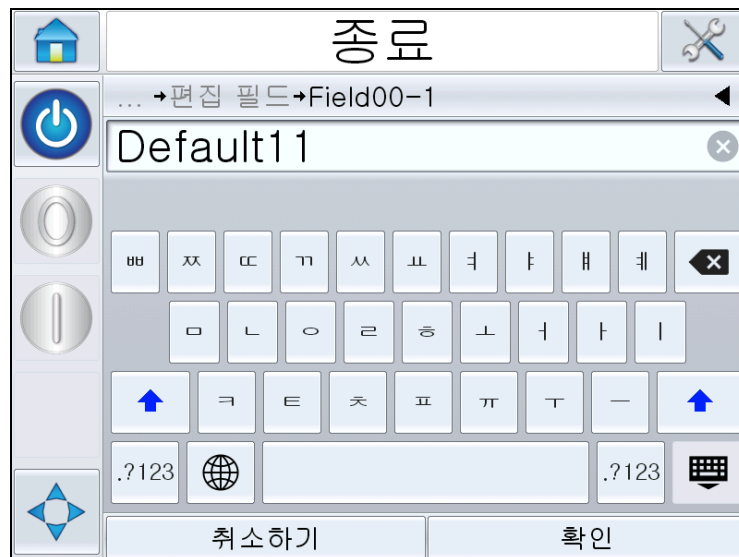 종료
... →편집 필드→Field00-1
Default11
ㅃ ㅉ ㄸ ㄲ ㅆ ㅛ ㅕ ㅑ ㅒ ㅖ
ㅁ ㄴ ㅇ ㄹ ㅎ ㅗ ㅓ ㅏ ㅣ
ㅋ ㅌ ㅊ ㅍ ㅠ ㅜ ㅡ
.?123 .?123
취소하기 확인